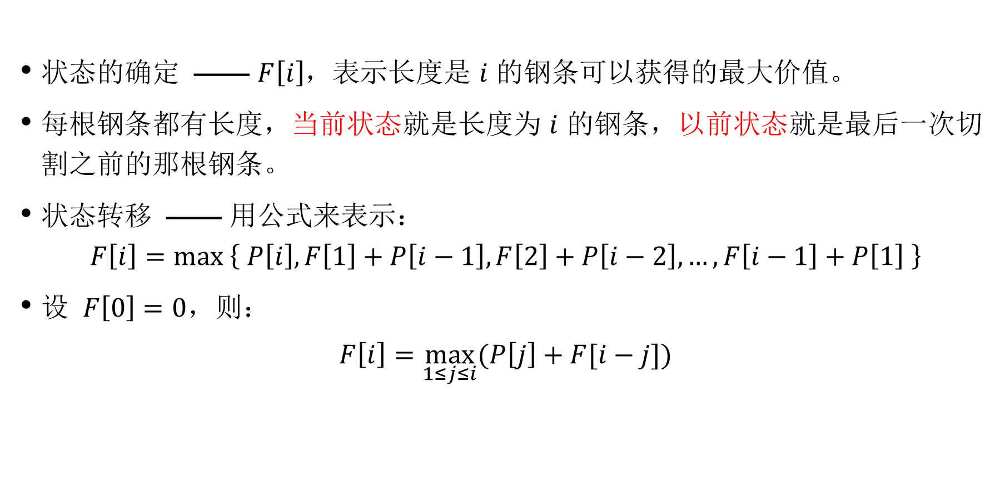 • 状态的确定 —— F[i]，表示长度是 i 的钢条可以获得的最大价值。
• 每根钢条都有长度，当前状态就是长度为 i 的钢条，以前状态就是最后一次切
割之前的那根钢条。
• 状态转移 —— 用公式来表示：
F[i] = max { P[i], F[1] + P[i − 1], F[2] + P[i − 2], … , F[i − 1] + P[1] }
• 设 F[0] = 0，则：
F[i] = max(P[j] + F[i − j])
1≤j≤i